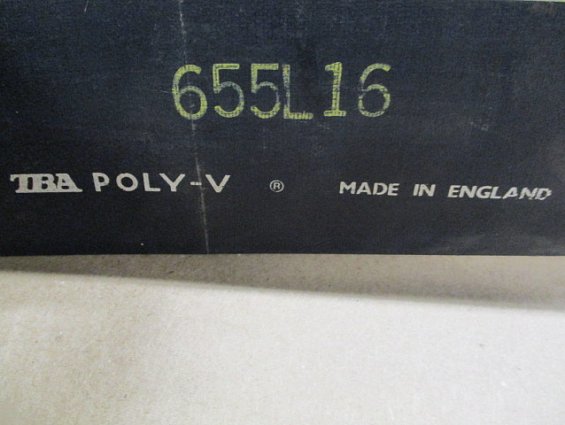 655L16
TBA POLY-V ® MADE IN ENGLAND